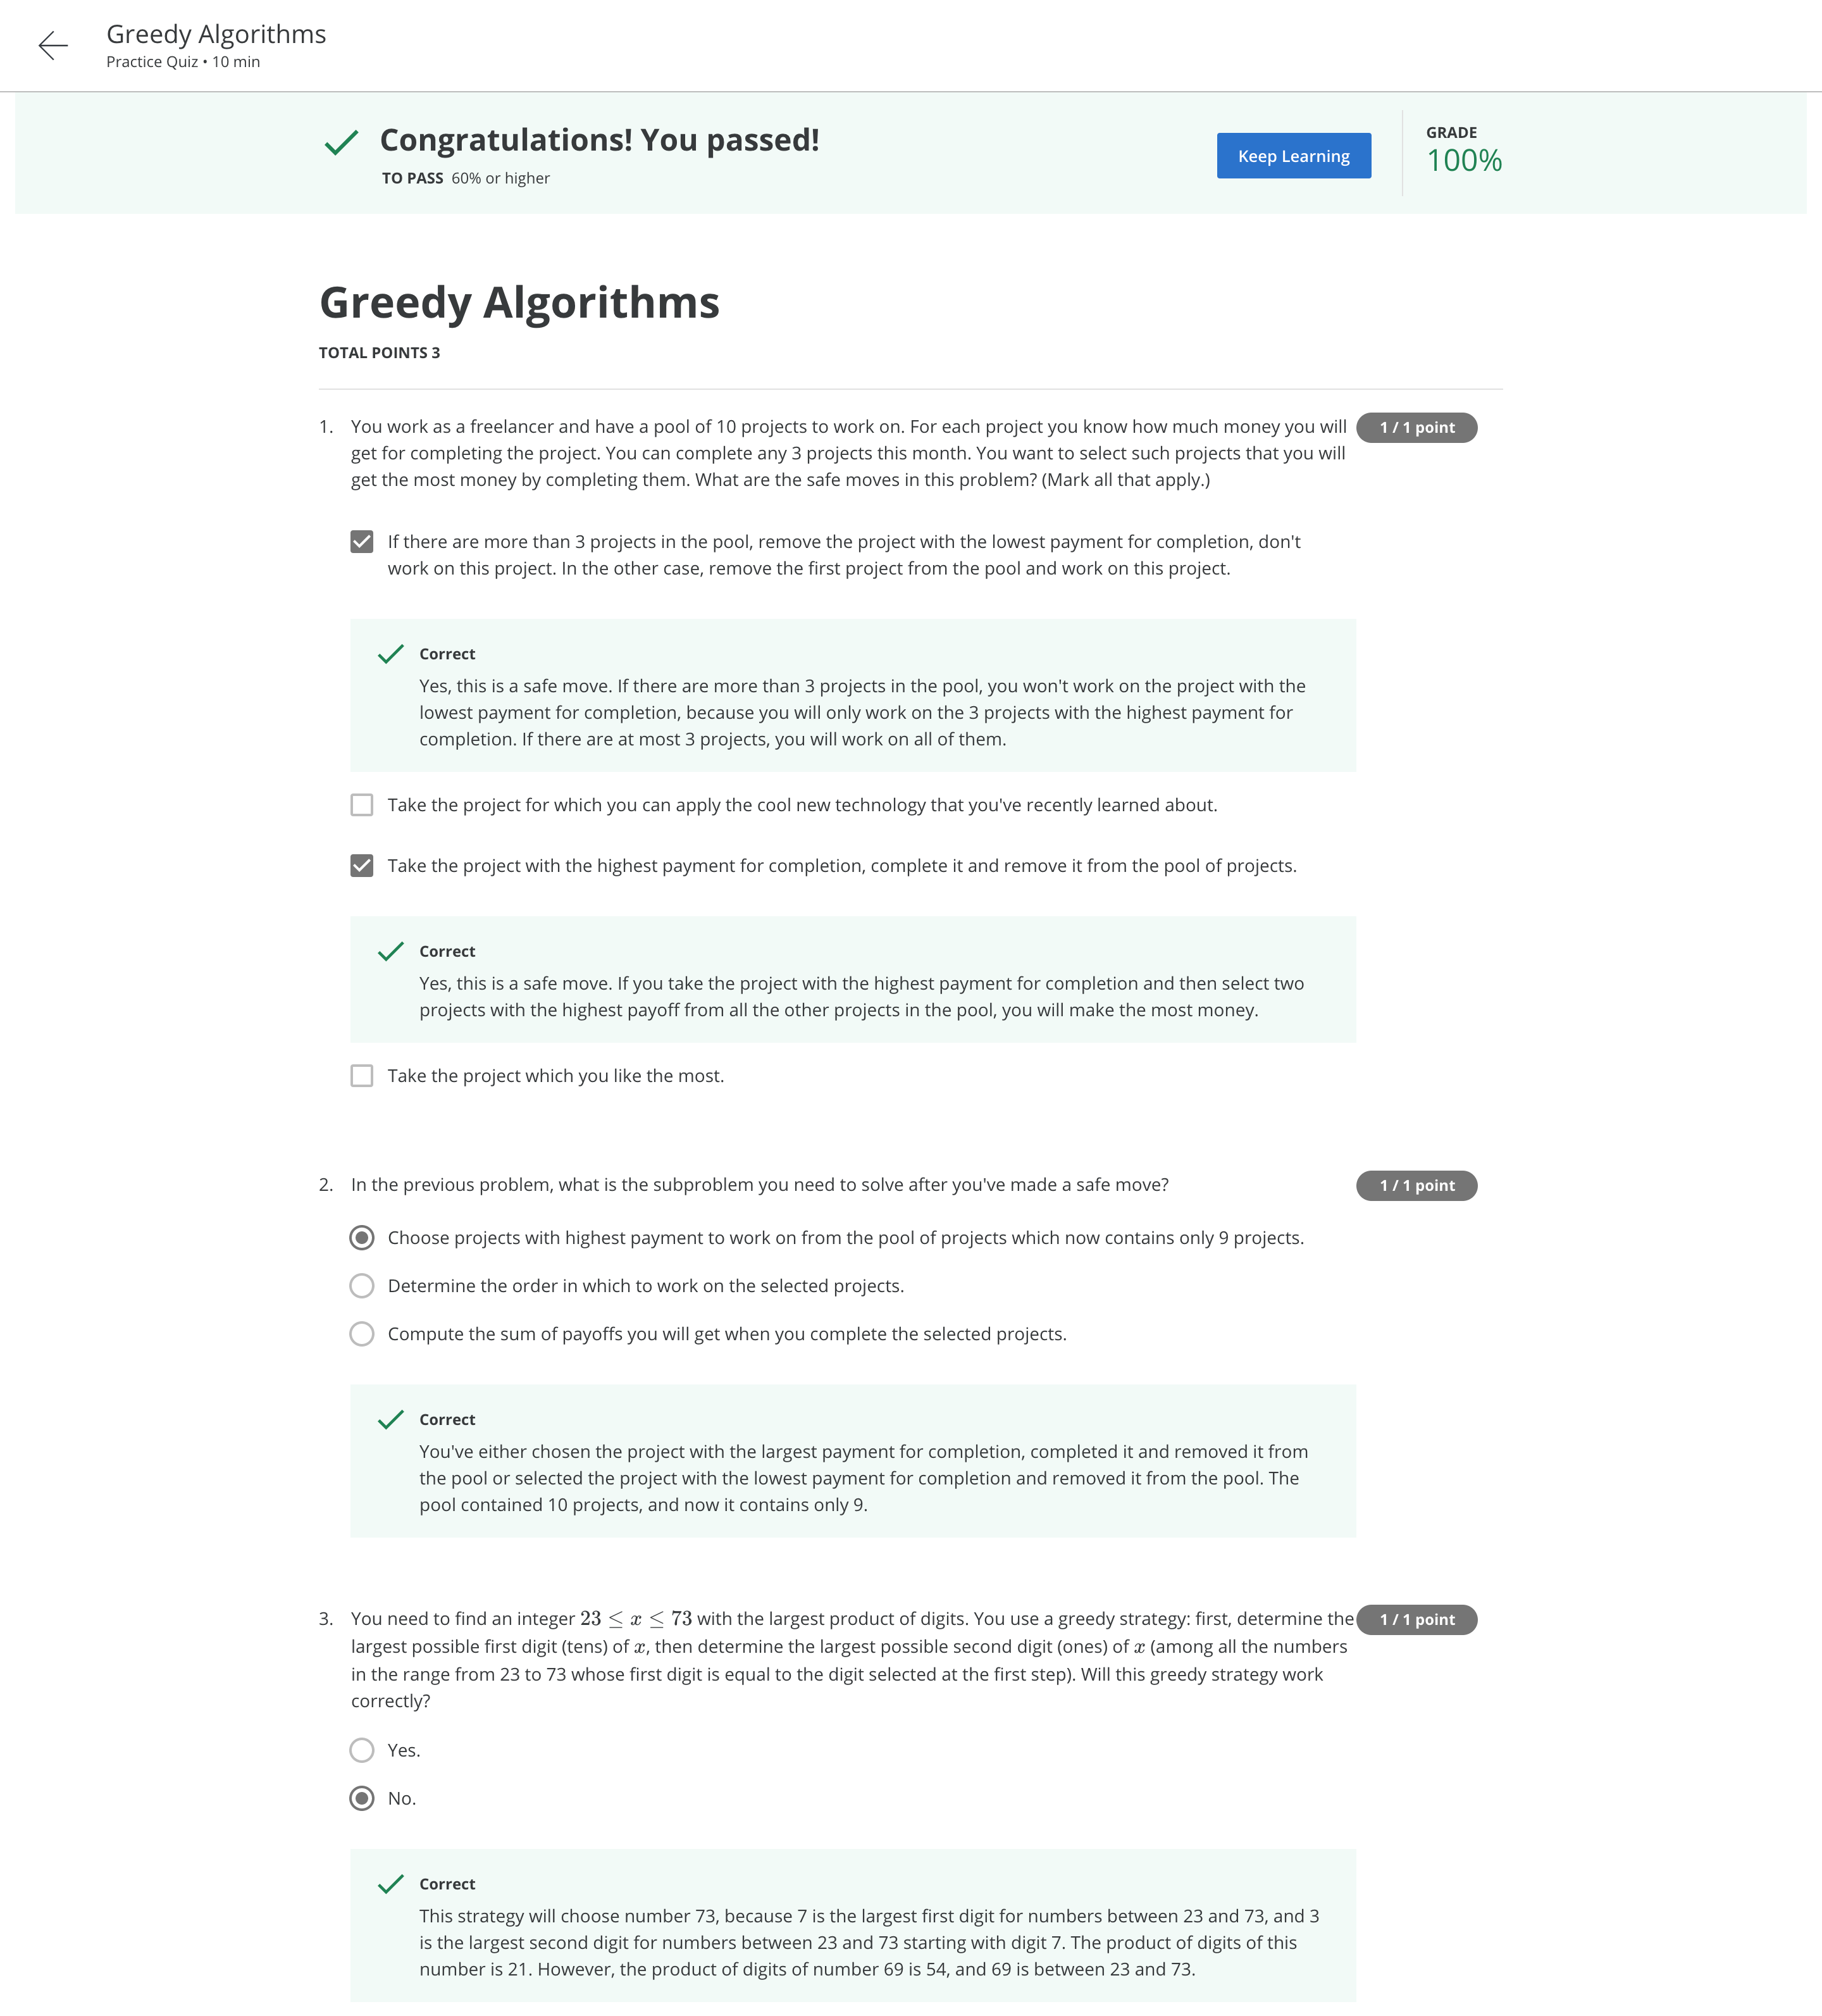 Greedy Algorithms
Practice Quiz • 10 min
Congratulations! You passed!
TO PASS 60% or higher
Keep Learning
GRADE
100%
Greedy Algorithms
TOTAL POINTS 3
1. You work as a freelancer and have a pool of 10 projects to work on. For each project you know how much money you will
get for completing the project. You can complete any 3 projects this month. You want to select such projects that you will
get the most money by completing them. What are the safe moves in this problem? (Mark all that apply.)
1 / 1 point
If there are more than 3 projects in the pool, remove the project with the lowest payment for completion, don't
work on this project. In the other case, remove the first project from the pool and work on this project.
Correct
Yes, this is a safe move. If there are more than 3 projects in the pool, you won't work on the project with the
lowest payment for completion, because you will only work on the 3 projects with the highest payment for
completion. If there are at most 3 projects, you will work on all of them.
Take the project for which you can apply the cool new technology that you've recently learned about.
Take the project with the highest payment for completion, complete it and remove it from the pool of projects.
Correct
Yes, this is a safe move. If you take the project with the highest payment for completion and then select two
projects with the highest payoff from all the other projects in the pool, you will make the most money.
Take the project which you like the most.
2. In the previous problem, what is the subproblem you need to solve after you've made a safe move?
1 / 1 point
Choose projects with highest payment to work on from the pool of projects which now contains only 9 projects.
Determine the order in which to work on the selected projects.
Compute the sum of payoffs you will get when you complete the selected projects.
Correct
You've either chosen the project with the largest payment for completion, completed it and removed it from
the pool or selected the project with the lowest payment for completion and removed it from the pool. The
pool contained 10 projects, and now it contains only 9.
3. You need to find an integer 23 ≤ x ≤ 73 with the largest product of digits. You use a greedy strategy: first, determine the
largest possible first digit (tens) of x, then determine the largest possible second digit (ones) of x (among all the numbers
in the range from 23 to 73 whose first digit is equal to the digit selected at the first step). Will this greedy strategy work
correctly?
1 / 1 point
Yes.
No.
Correct
This strategy will choose number 73, because 7 is the largest first digit for numbers between 23 and 73, and 3
is the largest second digit for numbers between 23 and 73 starting with digit 7. The product of digits of this
number is 21. However, the product of digits of number 69 is 54, and 69 is between 23 and 73.